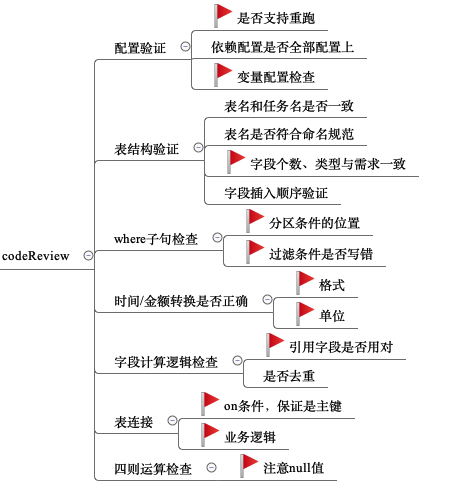 codeReview
配置验证
是否支持重跑
依赖配置是否全部配置上
变量配置检查
表结构验证
表名和任务名是否一致
表名是否符合命名规范
字段个数、类型与需求一致
字段插入顺序验证
where子句检查
分区条件的位置
过滤条件是否写错
时间/金额转换是否正确
格式
单位
字段计算逻辑检查
引用字段是否用对
是否去重
表连接
on条件，保证是主键
业务逻辑
四则运算检查
注意null值